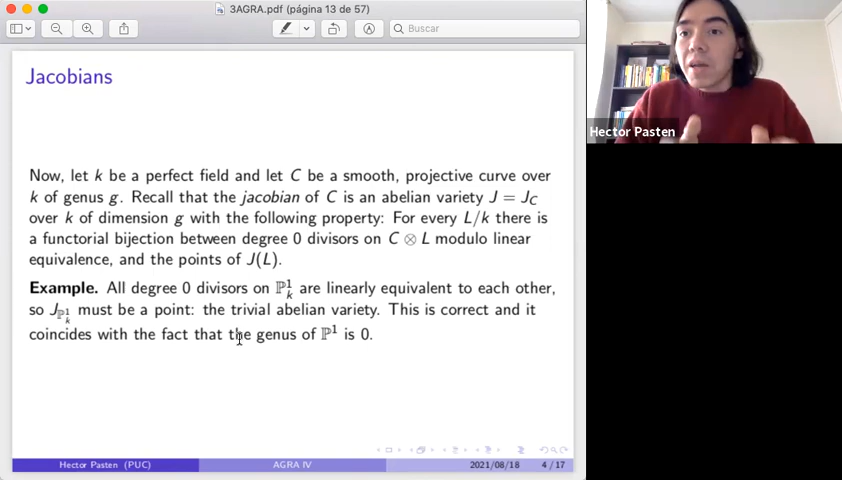 3AGRA.pdf (página 13 de 57)
Buscar
Jacobians
Now, let k be a perfect field and let C be a smooth, projective curve over
k of genus g. Recall that the jacobian of C is an abelian variety J = J_C
over k of dimension g with the following property: For every L/k there is
a functorial bijection between degree 0 divisors on C ⊗ L modulo linear
equivalence, and the points of J(L).
Example. All degree 0 divisors on ℙ¹ₖ are linearly equivalent to each other,
so J_ℙ¹ₖ must be a point: the trivial abelian variety. This is correct and it
coincides with the fact that the genus of ℙ¹ is 0.
Hector Pasten (PUC) AGRA IV 2021/08/18 4 / 17
Hector Pasten